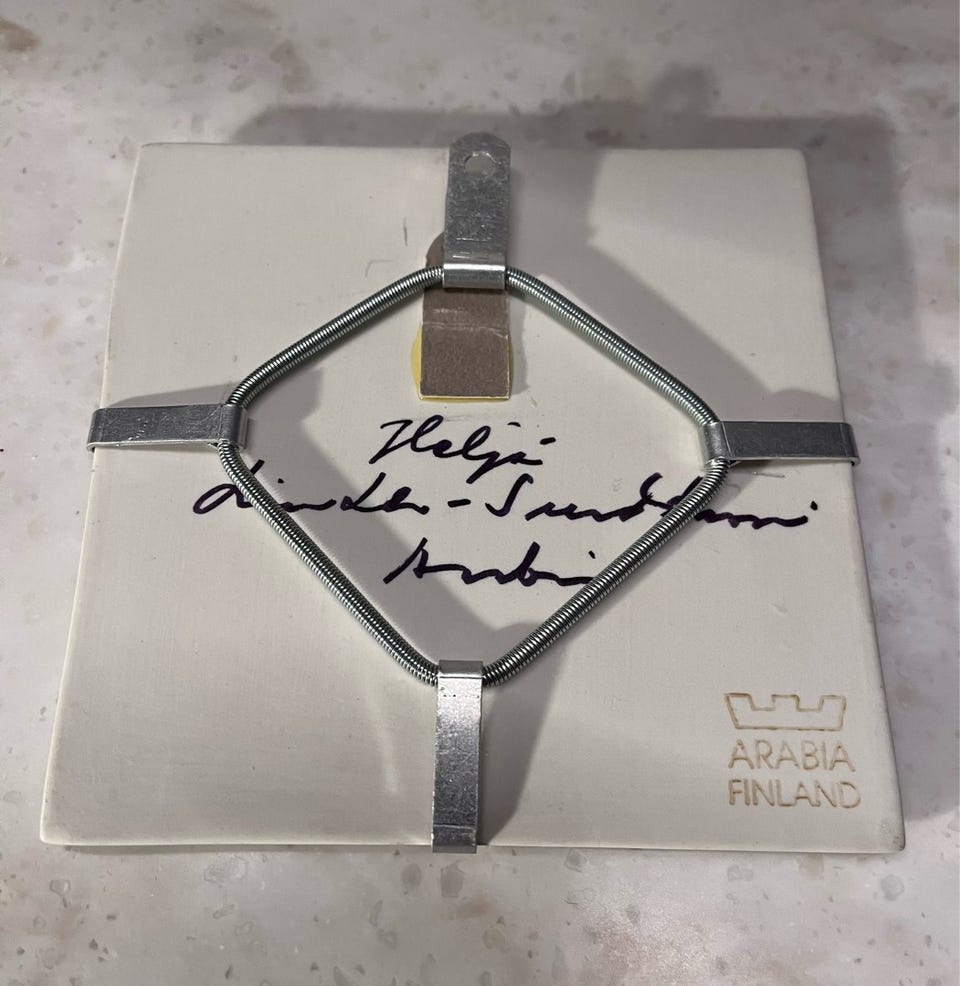 Heljä
Liukko-Sundström
Arabia
ARABIA
FINLAND